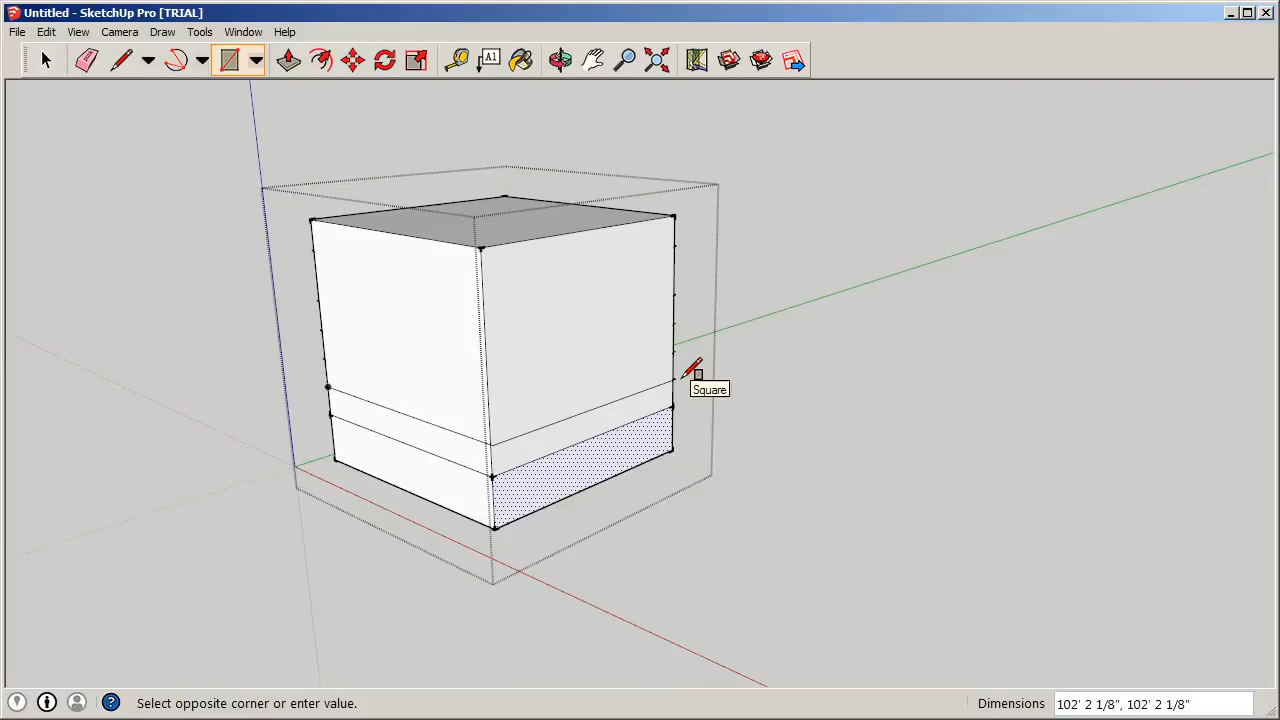 Untitled - SketchUp Pro [TRIAL]
File Edit View Camera Draw Tools Window Help
A1
Square
Select opposite corner or enter value.
Dimensions 102' 2 1/8", 102' 2 1/8"